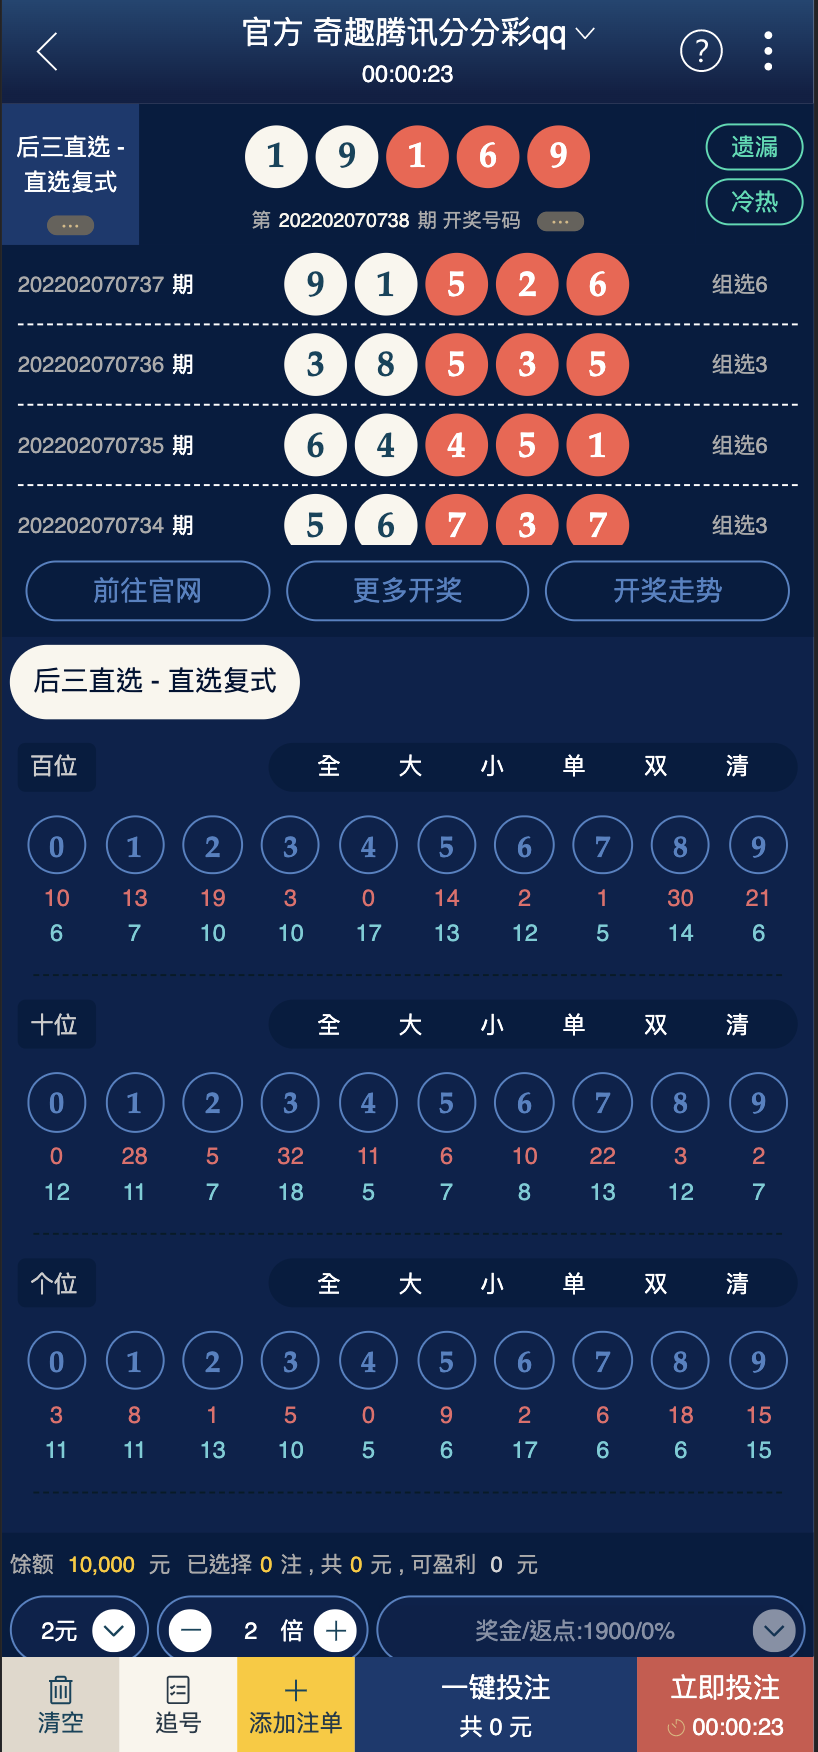 官方 奇趣腾讯分分彩qq
00:00:23
?
后三直选 -
直选复式
1 9 1 6 9
遗漏
第 202202070738 期 开奖号码
冷热
202202070737 期 9 1 5 2 6 组选6
202202070736 期 3 8 5 3 5 组选3
202202070735 期 6 4 4 5 1 组选6
202202070734 期 5 6 7 3 7 组选3
前往官网 更多开奖 开奖走势
后三直选 - 直选复式
百位 全 大 小 单 双 清
0 1 2 3 4 5 6 7 8 9
10 13 19 3 0 14 2 1 30 21
6 7 10 10 17 13 12 5 14 6
十位 全 大 小 单 双 清
0 1 2 3 4 5 6 7 8 9
0 28 5 32 11 6 10 22 3 2
12 11 7 18 5 7 8 13 12 7
个位 全 大 小 单 双 清
0 1 2 3 4 5 6 7 8 9
3 8 1 5 0 9 2 6 18 15
11 11 13 10 5 6 17 6 6 15
馀额 10,000 元 已选择 0 注 , 共 0 元 , 可盈利 0 元
2元 2 倍 奖金/返点:1900/0%
清空 追号 添加注单 一键投注 立即投注
共 0 元 00:00:23